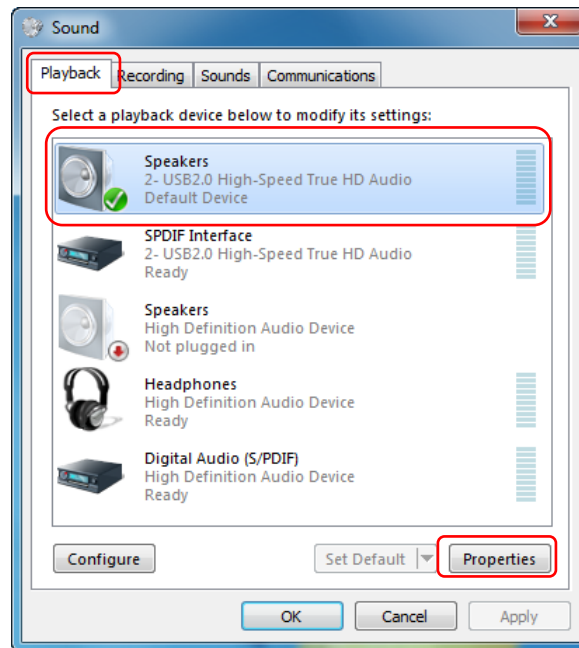 Sound
Playback Recording Sounds Communications
Select a playback device below to modify its settings:
Speakers
2- USB2.0 High-Speed True HD Audio
Default Device
SPDIF Interface
2- USB2.0 High-Speed True HD Audio
Ready
Speakers
High Definition Audio Device
Not plugged in
Headphones
High Definition Audio Device
Ready
Digital Audio (S/PDIF)
High Definition Audio Device
Ready
Configure Set Default Properties
OK Cancel Apply